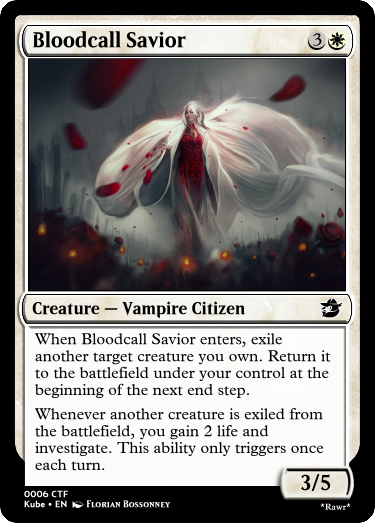 Bloodcall Savior 3
Creature — Vampire Citizen
When Bloodcall Savior enters, exile
another target creature you own. Return it
to the battlefield under your control at the
beginning of the next end step.
Whenever another creature is exiled from
the battlefield, you gain 2 life and
investigate. This ability only triggers once
each turn.
3/5
0006 CTF
Kube • EN Florian Bossonney
*Rawr*